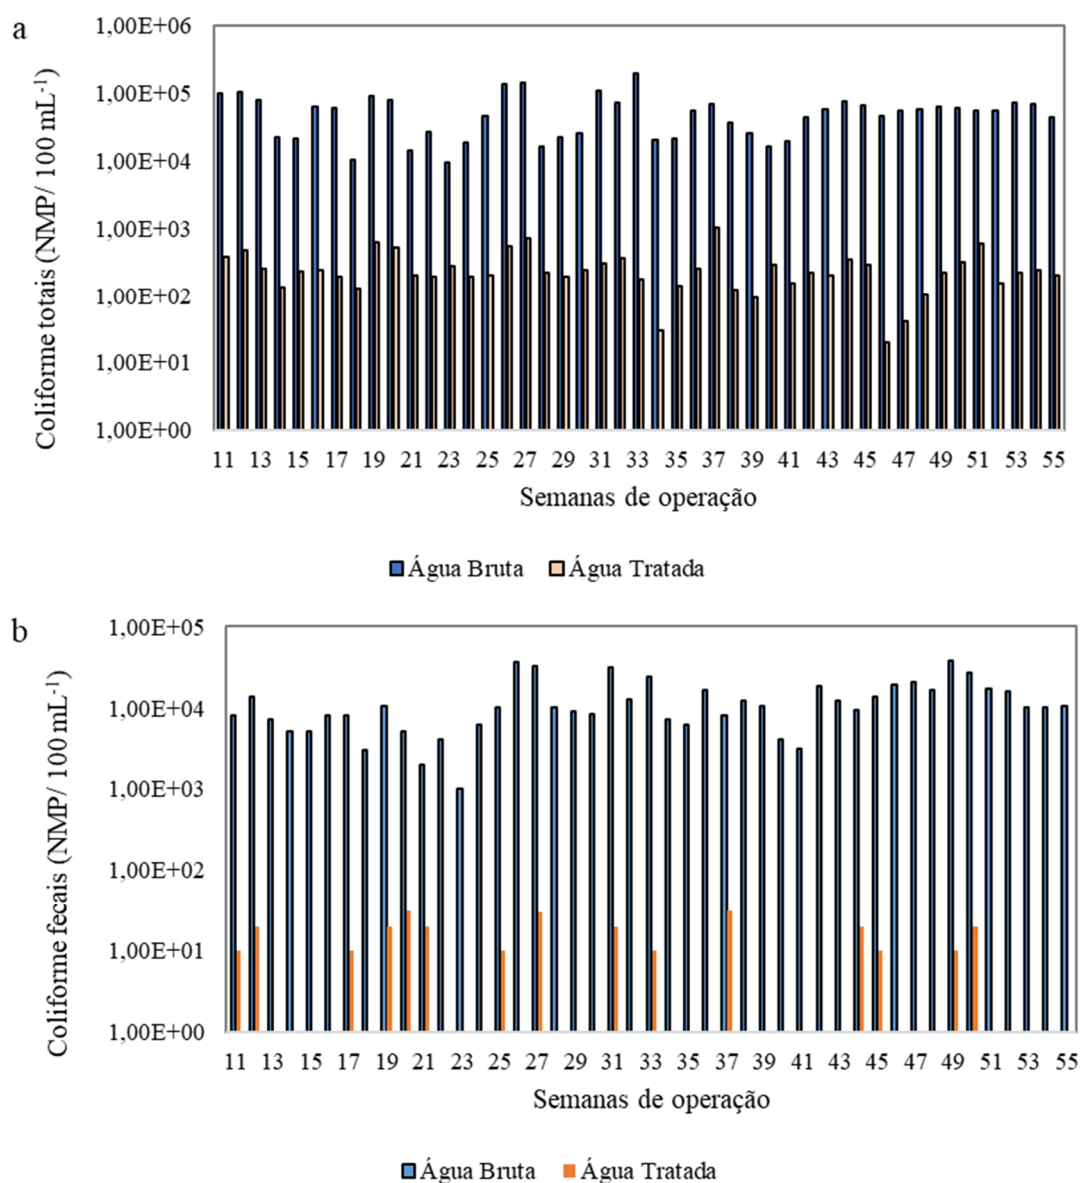 a
Coliforme totais (NMP/ 100 mL⁻¹)
1,00E+06
1,00E+05
1,00E+04
1,00E+03
1,00E+02
1,00E+01
1,00E+00
11 13 15 17 19 21 23 25 27 29 31 33 35 37 39 41 43 45 47 49 51 53 55
Semanas de operação
Água Bruta Água Tratada
b
Coliforme fecais (NMP/ 100 mL⁻¹)
1,00E+05
1,00E+04
1,00E+03
1,00E+02
1,00E+01
1,00E+00
11 13 15 17 19 21 23 25 27 29 31 33 35 37 39 41 43 45 47 49 51 53 55
Semanas de operação
Água Bruta Água Tratada